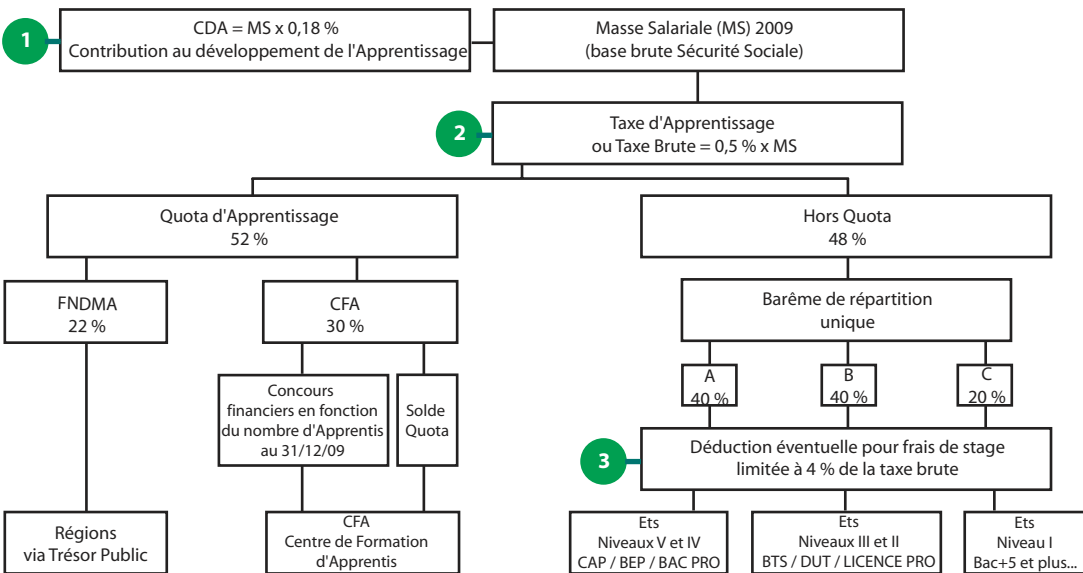 1
CDA = MS x 0,18 %
Contribution au développement de l'Apprentissage
Masse Salariale (MS) 2009
(base brute Sécurité Sociale)
2
Taxe d'Apprentissage
ou Taxe Brute = 0,5 % x MS
Quota d'Apprentissage
52 %
Hors Quota
48 %
FNDMA
22 %
CFA
30 %
Barême de répartition
unique
A
40 %
B
40 %
C
20 %
Concours
financiers en fonction
du nombre d'Apprentis
au 31/12/09
Solde
Quota
3
Déduction éventuelle pour frais de stage
limitée à 4 % de la taxe brute
Régions
via Trésor Public
CFA
Centre de Formation
d'Apprentis
Ets
Niveaux V et IV
CAP / BEP / BAC PRO
Ets
Niveaux III et II
BTS / DUT / LICENCE PRO
Ets
Niveau I
Bac+5 et plus...